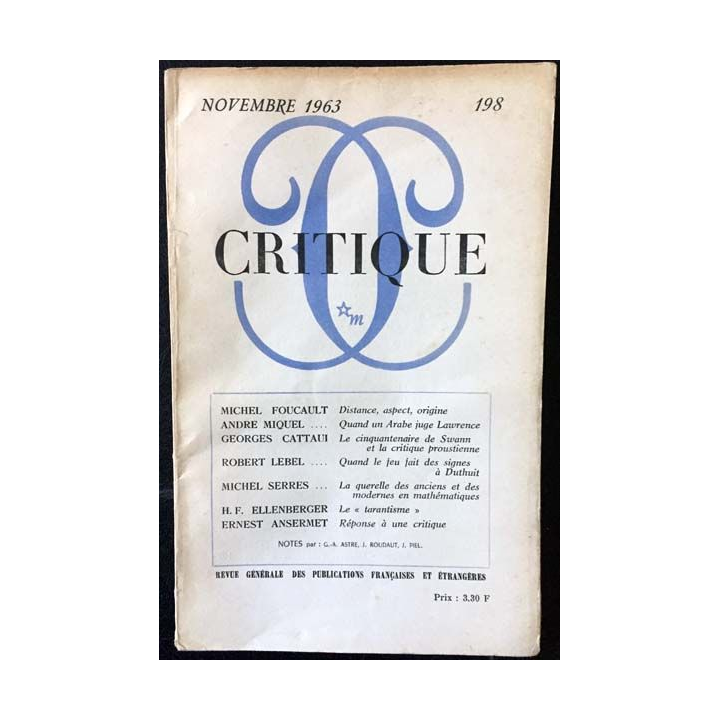 NOVEMBRE 1963 198
CRITIQUE
m
MICHEL FOUCAULT Distance, aspect, origine
ANDRE MIQUEL .... Quand un Arabe juge Lawrence
GEORGES CATTAUI Le cinquantenaire de Swann
et la critique proustienne
ROBERT LEBEL .... Quand le feu fait des signes
à Duthuit
MICHEL SERRES ... La querelle des anciens et des
modernes en mathématiques
H. F. ELLENBERGER Le « tarantisme »
ERNEST ANSERMET Réponse à une critique
NOTES par : G.-A. ASTRE, J. ROUDAUT, J. PIEL.
REVUE GÉNÉRALE DES PUBLICATIONS FRANÇAISES ET ÉTRANGÈRES
Prix : 3.30 F